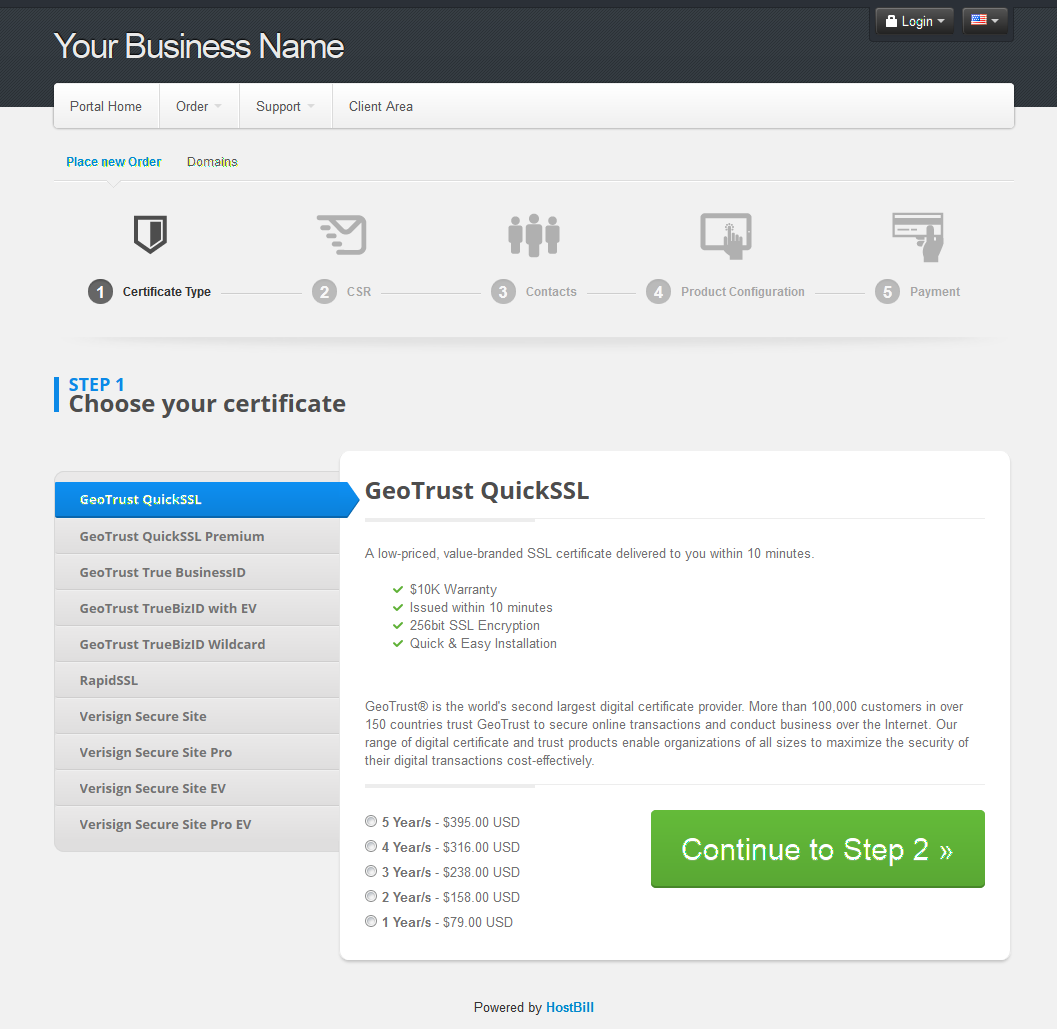 Login
Your Business Name
Portal Home
Order
Support
Client Area
Place new Order
Domains
1 Certificate Type
2 CSR
3 Contacts
4 Product Configuration
5 Payment
STEP 1
Choose your certificate
GeoTrust QuickSSL
GeoTrust QuickSSL Premium
GeoTrust True BusinessID
GeoTrust TrueBizID with EV
GeoTrust TrueBizID Wildcard
RapidSSL
Verisign Secure Site
Verisign Secure Site Pro
Verisign Secure Site EV
Verisign Secure Site Pro EV
GeoTrust QuickSSL
A low-priced, value-branded SSL certificate delivered to you within 10 minutes.
$10K Warranty
Issued within 10 minutes
256bit SSL Encryption
Quick & Easy Installation
GeoTrust® is the world's second largest digital certificate provider. More than 100,000 customers in over
150 countries trust GeoTrust to secure online transactions and conduct business over the Internet. Our
range of digital certificate and trust products enable organizations of all sizes to maximize the security of
their digital transactions cost-effectively.
5 Year/s - $395.00 USD
4 Year/s - $316.00 USD
3 Year/s - $238.00 USD
2 Year/s - $158.00 USD
1 Year/s - $79.00 USD
Continue to Step 2 »
Powered by HostBill